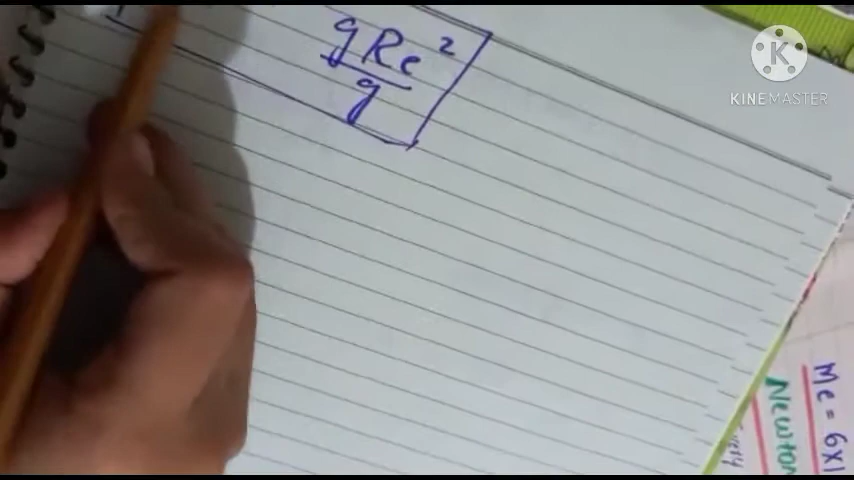 gRe²
g
KINEMASTER
Me = 6x1
Newton